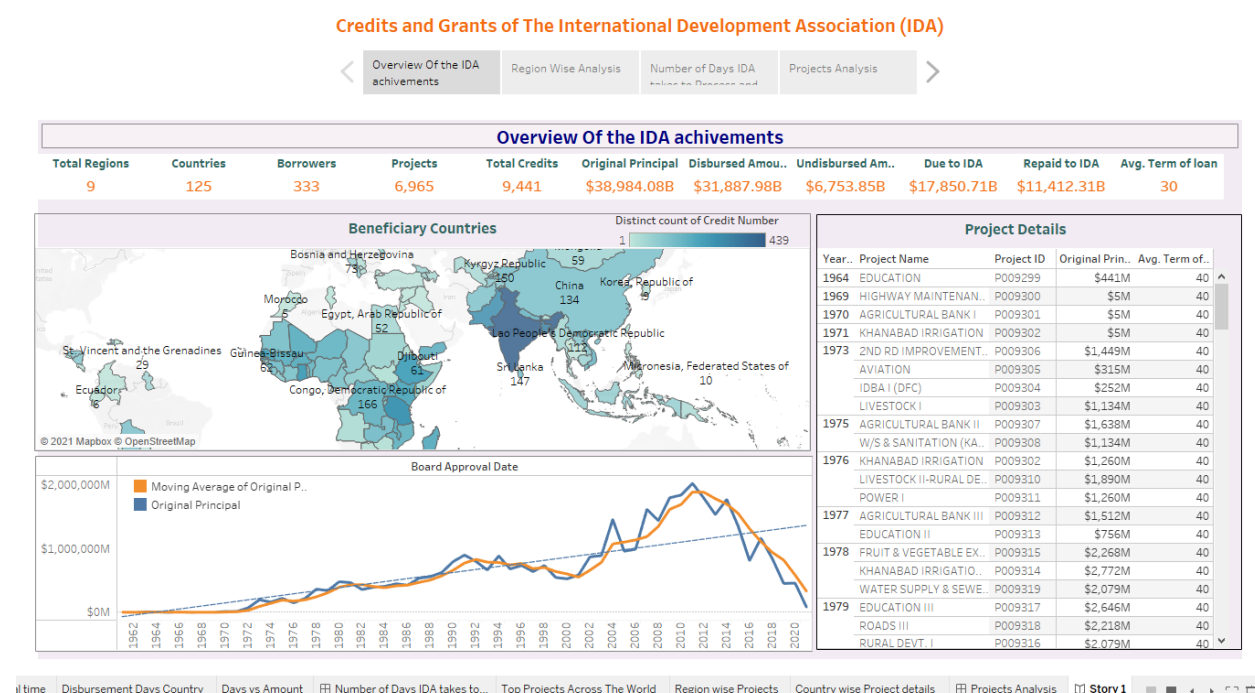 Credits and Grants of The International Development Association (IDA)
Overview Of the IDA
achivements
Region Wise Analysis
Number of Days IDA
takes to Process and
Projects Analysis
Overview Of the IDA achivements
Total Regions Countries Borrowers Projects Total Credits Original Principal Disbursed Amou.. Undisbursed Am.. Due to IDA Repaid to IDA Avg. Term of loan
9 125 333 6,965 9,441 $38,984.08B $31,887.98B $6,753.85B $17,850.71B $11,412.31B 30
Beneficiary Countries
Distinct count of Credit Number
1 439
Bosnia and Herzegovina
73
Mongolia
59
Kyrgyz Republic
150
China
134
Korea, Republic of
9
Morocco
5
Egypt, Arab Republic of
52
Lao People's Democratic Republic
112
St. Vincent and the Grenadines
29
Guinea-Bissau
62
Djibouti
61
Sri Lanka
147
Micronesia, Federated States of
10
Ecuador
6
Congo, Democratic Republic of
166
Spain
Iran
Brazil
© 2021 Mapbox © OpenStreetMap
Board Approval Date
$2,000,000M
$1,000,000M
$0M
Moving Average of Original P..
Original Principal
1962 1964 1966 1968 1970 1972 1974 1976 1978 1980 1982 1984 1986 1988 1990 1992 1994 1996 1998 2000 2002 2004 2006 2008 2010 2012 2014 2016 2018 2020
Project Details
Year.. Project Name Project ID Original Prin.. Avg. Term of..
1964 EDUCATION P009299 $441M 40
1969 HIGHWAY MAINTENAN.. P009300 $5M 40
1970 AGRICULTURAL BANK I P009301 $5M 40
1971 KHANABAD IRRIGATION P009302 $5M 40
1973 2ND RD IMPROVEMENT.. P009306 $1,449M 40
AVIATION P009305 $315M 40
IDBA I (DFC) P009304 $252M 40
LIVESTOCK I P009303 $1,134M 40
1975 AGRICULTURAL BANK II P009307 $1,638M 40
W/S & SANITATION (KA.. P009308 $1,134M 40
1976 KHANABAD IRRIGATION P009302 $1,260M 40
LIVESTOCK II-RURAL DE.. P009310 $1,890M 40
POWER I P009311 $1,260M 40
1977 AGRICULTURAL BANK III P009312 $1,512M 40
EDUCATION II P009313 $756M 40
1978 FRUIT & VEGETABLE EX.. P009315 $2,268M 40
KHANABAD IRRIGATIO.. P009314 $2,772M 40
WATER SUPPLY & SEWE.. P009319 $2,079M 40
1979 EDUCATION III P009317 $2,646M 40
ROADS III P009318 $2,218M 40
RURAL DEVT. I P009316 $2,079M 40
al time Disbursement Days Country Days vs Amount Number of Days IDA takes to... Top Projects Across The World Region wise Projects Country wise Project details Projects Analysis Story 1